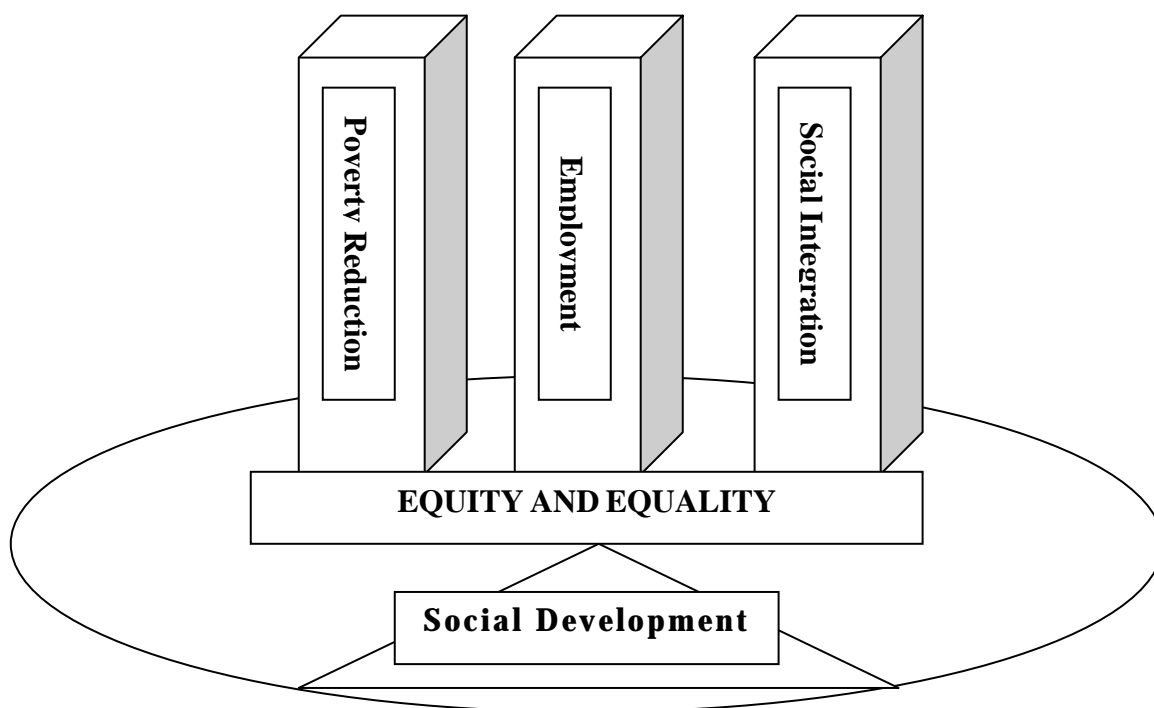 Poverty Reduction
Employment
Social Integration
EQUITY AND EQUALITY
Social Development